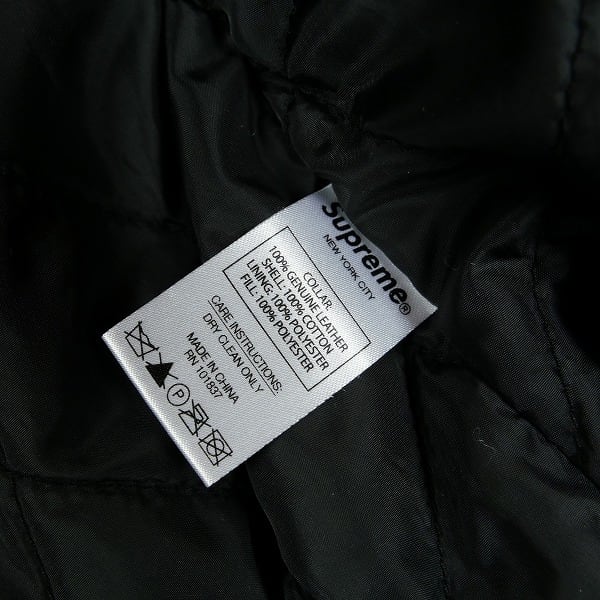 Supreme®
NEW YORK CITY
COLLAR:
100% GENUINE LEATHER
SHELL: 100% COTTON
LINING: 100% POLYESTER
FILL: 100% POLYESTER
CARE INSTRUCTIONS:
DRY CLEAN ONLY
MADE IN CHINA
RN 101837
P